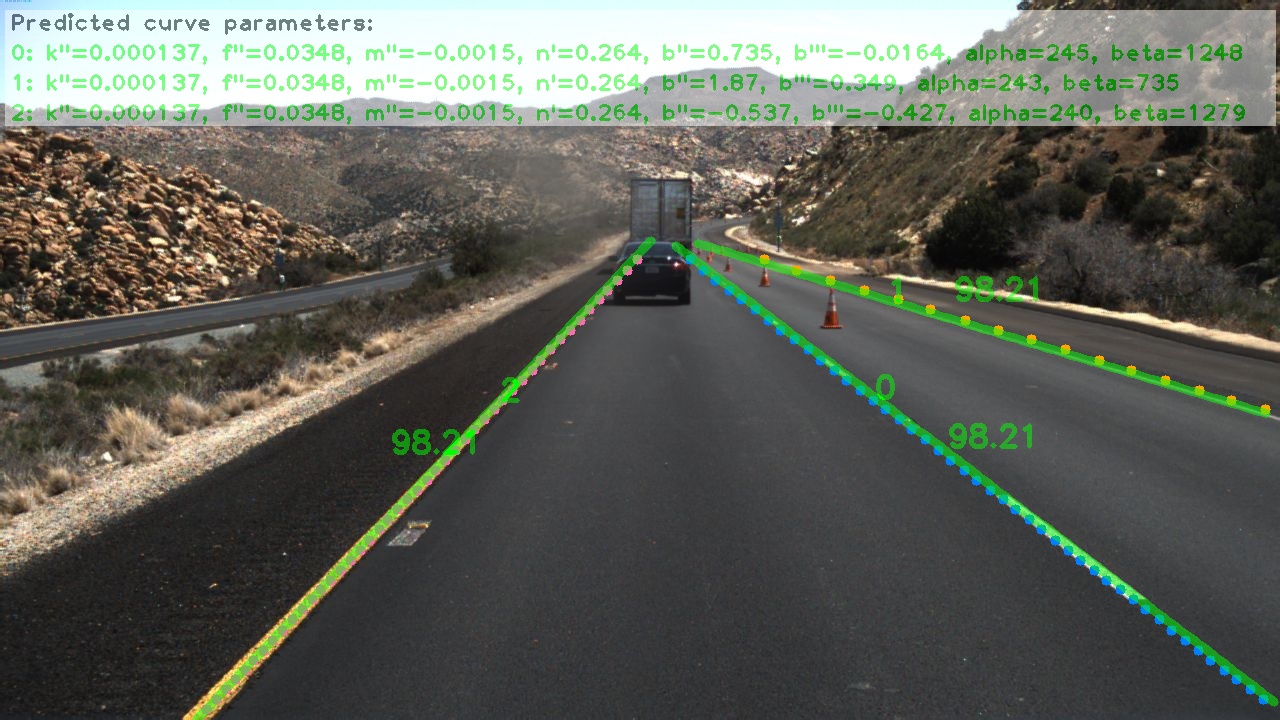 Predicted curve parameters:
0: k''=0.000137, f''=0.0348, m''=-0.0015, n'=0.264, b''=0.735, b'''=-0.0164, alpha=245, beta=1248
1: k''=0.000137, f''=0.0348, m''=-0.0015, n'=0.264, b''=1.87, b'''=0.349, alpha=243, beta=735
2: k''=0.000137, f''=0.0348, m''=-0.0015, n'=0.264, b''=-0.537, b'''=-0.427, alpha=240, beta=1279
1 98.21
2 0
98.21 98.21